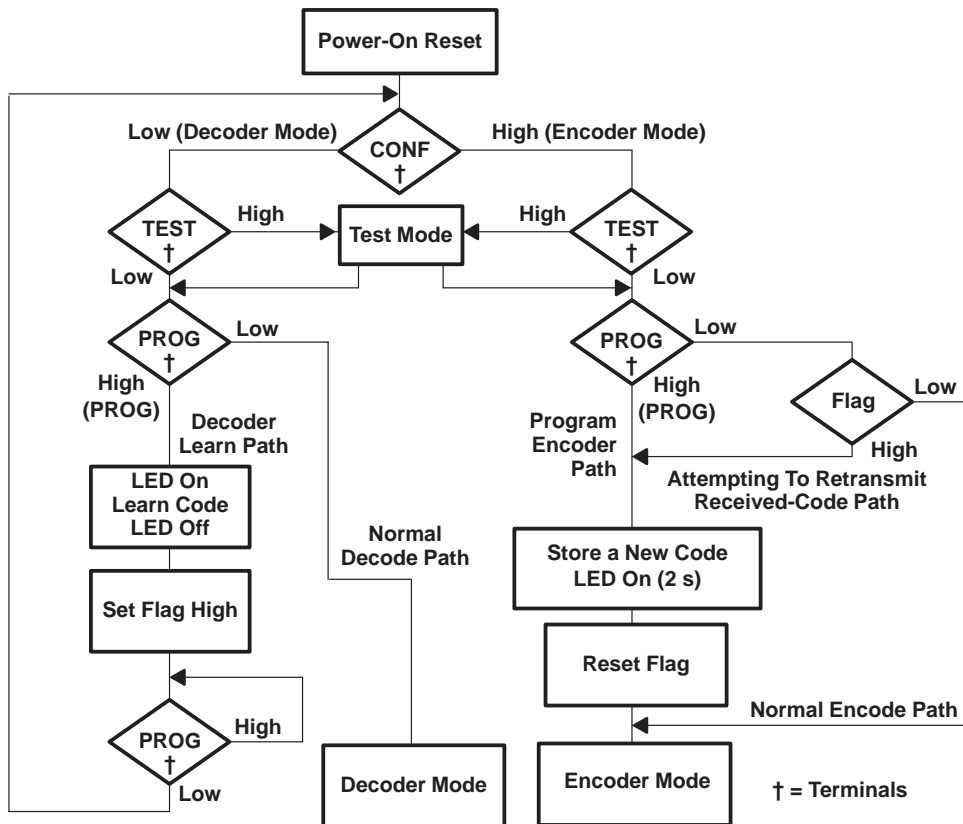 Power-On Reset
Low (Decoder Mode)
High (Encoder Mode)
CONF
†
TEST
†
High
Test Mode
High
TEST
†
Low
Low
PROG
†
Low
PROG
†
Low
High
(PROG)
High
(PROG)
Flag
Low
High
Decoder
Learn Path
Program
Encoder
Path
LED On
Learn Code
LED Off
Attempting To Retransmit
Received-Code Path
Normal
Decode Path
Store a New Code
LED On (2 s)
Set Flag High
Reset Flag
PROG
†
High
Low
Normal Encode Path
Decoder Mode
Encoder Mode
† = Terminals